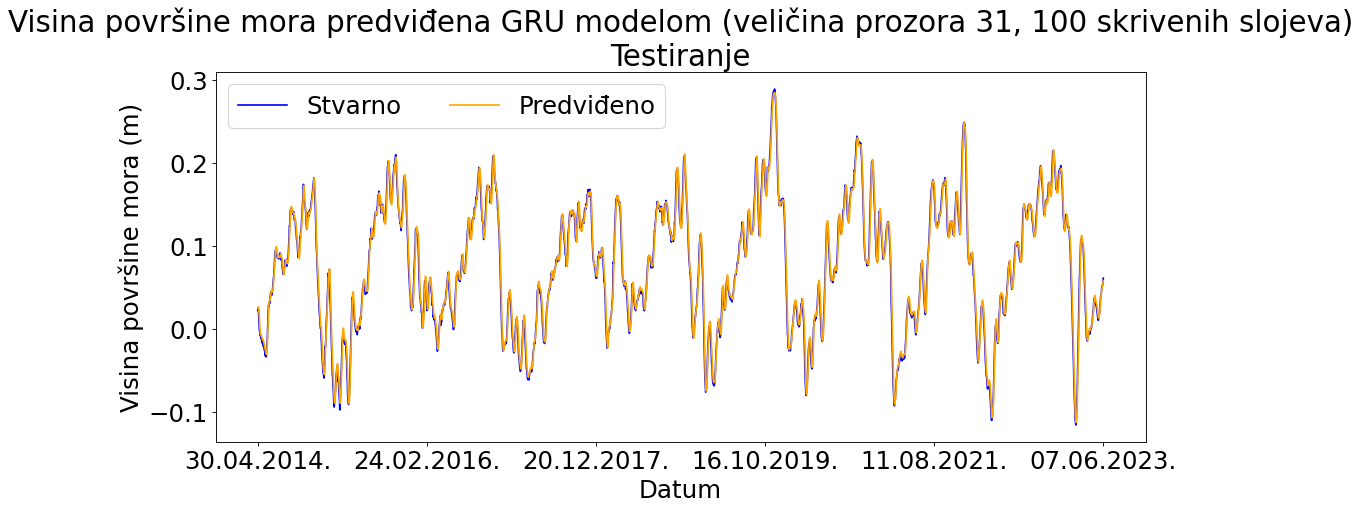 Visina površine mora predviđena GRU modelom (veličina prozora 31, 100 skrivenih slojeva)
Testiranje
Stvarno
Predviđeno
Visina površine mora (m)
0.3
0.2
0.1
0.0
−0.1
30.04.2014.
24.02.2016.
20.12.2017.
16.10.2019.
11.08.2021.
07.06.2023.
Datum